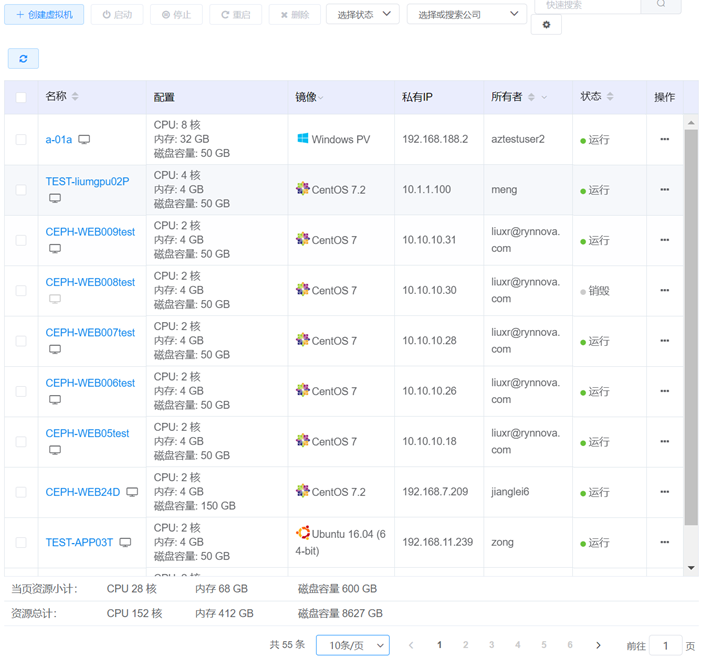 + 创建虚拟机 启动 停止 重启 删除 选择状态 选择或搜索公司 快速搜索
名称 配置 镜像 私有IP 所有者 状态 操作
a-01a
CPU: 8 核
内存: 32 GB
磁盘容量: 50 GB
Windows PV
192.168.188.2
aztestuser2
运行
TEST-liumgpu02P
CPU: 4 核
内存: 4 GB
磁盘容量: 50 GB
CentOS 7.2
10.1.1.100
meng
运行
CEPH-WEB009test
CPU: 2 核
内存: 4 GB
磁盘容量: 50 GB
CentOS 7
10.10.10.31
liuxr@rynnova.
com
运行
CEPH-WEB008test
CPU: 2 核
内存: 4 GB
磁盘容量: 50 GB
CentOS 7
10.10.10.30
liuxr@rynnova.
com
销毁
CEPH-WEB007test
CPU: 2 核
内存: 4 GB
磁盘容量: 50 GB
CentOS 7
10.10.10.28
liuxr@rynnova.
com
运行
CEPH-WEB006test
CPU: 2 核
内存: 4 GB
磁盘容量: 50 GB
CentOS 7
10.10.10.26
liuxr@rynnova.
com
运行
CEPH-WEB05test
CPU: 2 核
内存: 4 GB
磁盘容量: 50 GB
CentOS 7
10.10.10.18
liuxr@rynnova.
com
运行
CEPH-WEB24D
CPU: 2 核
内存: 4 GB
磁盘容量: 150 GB
CentOS 7.2
192.168.7.209
jianglei6
运行
TEST-APP03T
CPU: 2 核
内存: 4 GB
磁盘容量: 50 GB
Ubuntu 16.04 (6
4-bit)
192.168.11.239
zong
运行
当页资源小计： CPU 28 核 内存 68 GB 磁盘容量 600 GB
资源总计： CPU 152 核 内存 412 GB 磁盘容量 8627 GB
共 55 条 10条/页 1 2 3 4 5 6 前往 1 页